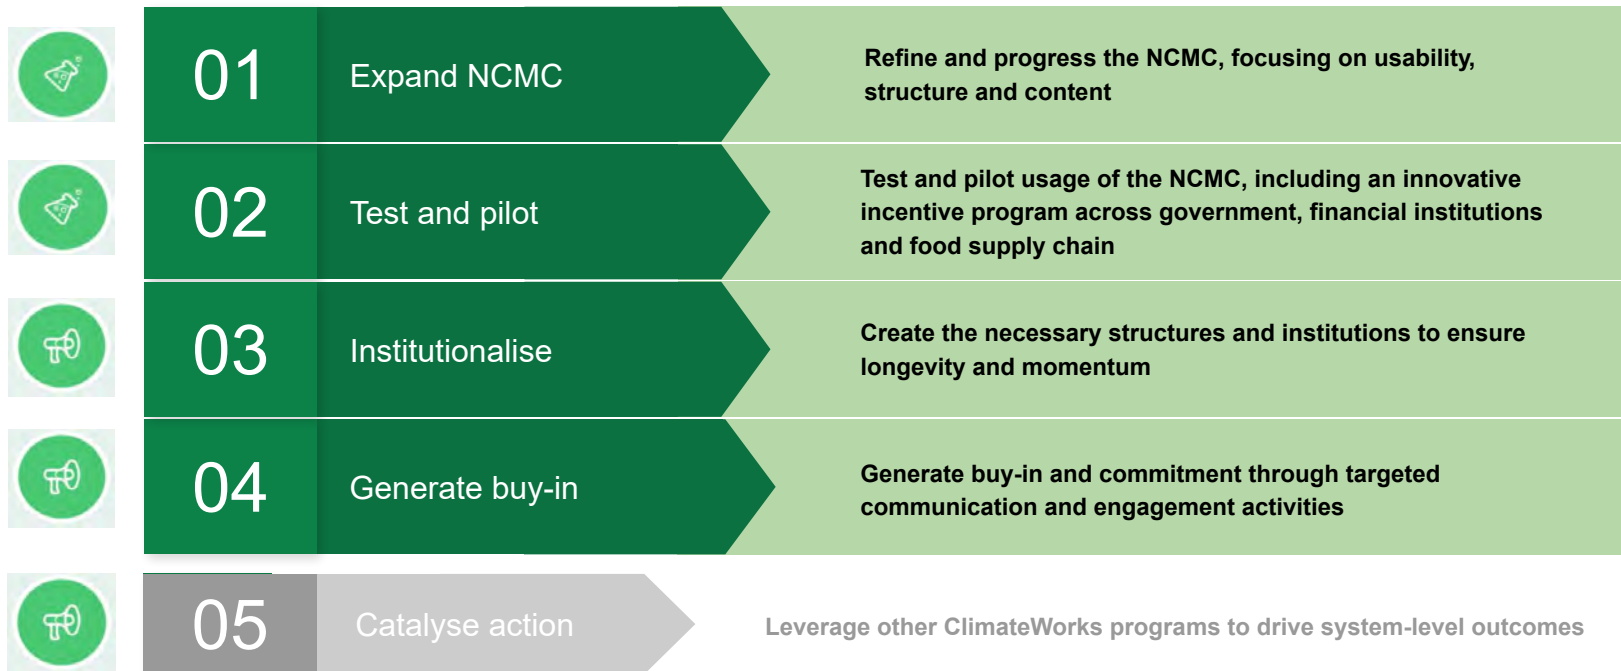 01
Expand NCMC
Refine and progress the NCMC, focusing on usability,
structure and content
02
Test and pilot
Test and pilot usage of the NCMC, including an innovative
incentive program across government, financial institutions
and food supply chain
03
Institutionalise
Create the necessary structures and institutions to ensure
longevity and momentum
04
Generate buy-in
Generate buy-in and commitment through targeted
communication and engagement activities
05
Catalyse action
Leverage other ClimateWorks programs to drive system-level outcomes